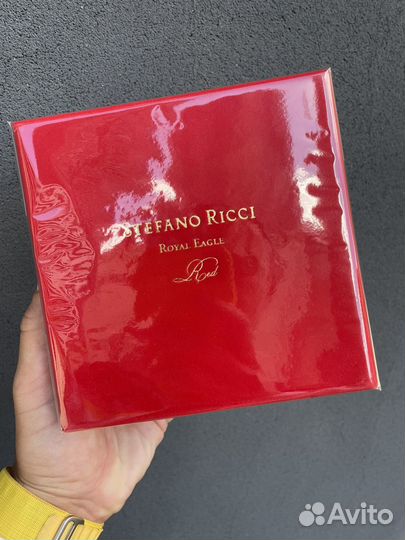 STEFANO RICCI
ROYAL EAGLE
Red
Avito